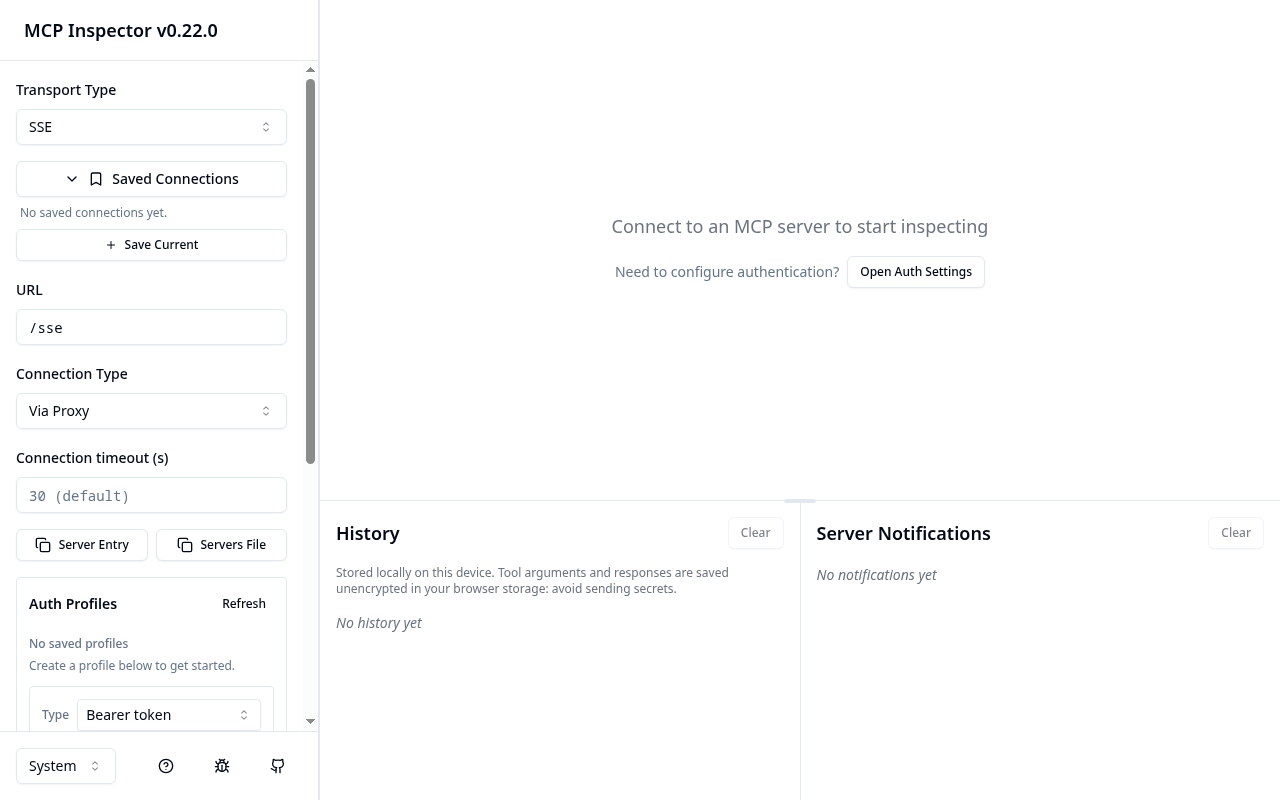 MCP Inspector v0.22.0
Transport Type
SSE
Saved Connections
No saved connections yet.
Save Current
URL
/sse
Connection Type
Via Proxy
Connection timeout (s)
30 (default)
Server Entry
Servers File
Auth Profiles
Refresh
No saved profiles
Create a profile below to get started.
Type
Bearer token
System
Connect to an MCP server to start inspecting
Need to configure authentication?
Open Auth Settings
History
Clear
Stored locally on this device. Tool arguments and responses are saved
unencrypted in your browser storage: avoid sending secrets.
No history yet
Server Notifications
Clear
No notifications yet